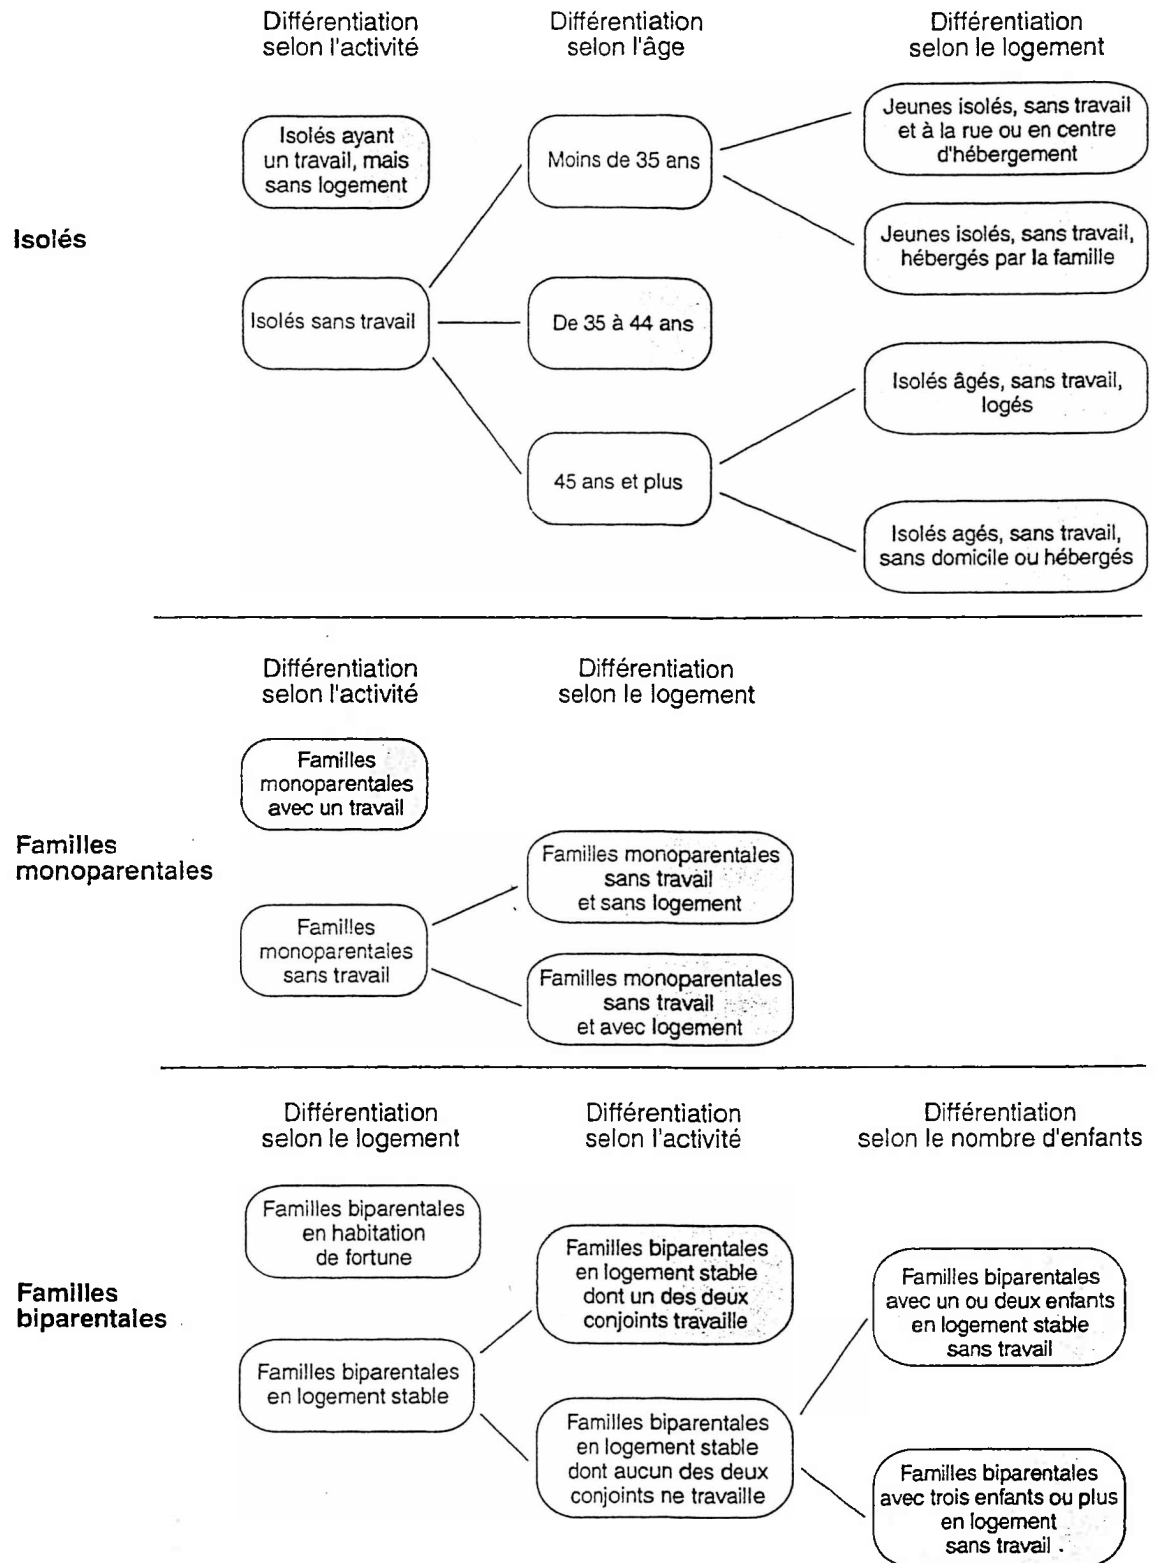 Différentiation
selon l'activité
Différentiation
selon l'âge
Différentiation
selon le logement
Isolés
Isolés ayant
un travail, mais
sans logement
Isolés sans travail
Moins de 35 ans
De 35 à 44 ans
45 ans et plus
Jeunes isolés, sans travail
et à la rue ou en centre
d'hébergement
Jeunes isolés, sans travail,
hébergés par la famille
Isolés âgés, sans travail,
logés
Isolés agés, sans travail,
sans domicile ou hébergés
Différentiation
selon l'activité
Différentiation
selon le logement
Familles
monoparentales
Familles
monoparentales
avec un travail
Familles
monoparentales
sans travail
Familles monoparentales
sans travail
et sans logement
Familles monoparentales
sans travail
et avec logement
Différentiation
selon le logement
Différentiation
selon l'activité
Différentiation
selon le nombre d'enfants
Familles
biparentales
Familles biparentales
en habitation
de fortune
Familles biparentales
en logement stable
Familles biparentales
en logement stable
dont un des deux
conjoints travaille
Familles biparentales
en logement stable
dont aucun des deux
conjoints ne travaille
Familles biparentales
avec un ou deux enfants
en logement stable
sans travail
Familles biparentales
avec trois enfants ou plus
en logement
sans travail .